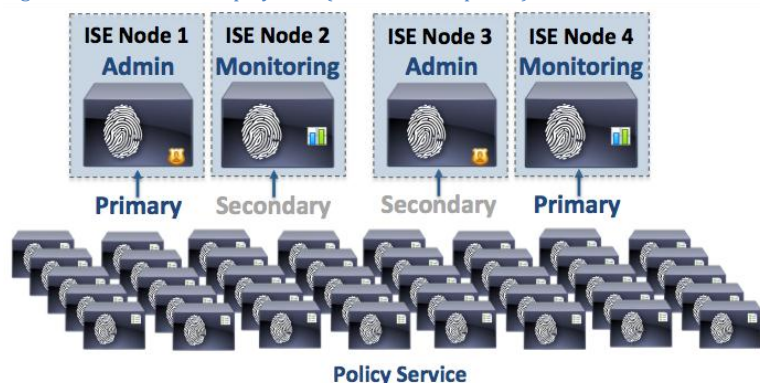 ISE Node 1
Admin
ISE Node 2
Monitoring
ISE Node 3
Admin
ISE Node 4
Monitoring
Primary
Secondary
Secondary
Primary
Policy Service